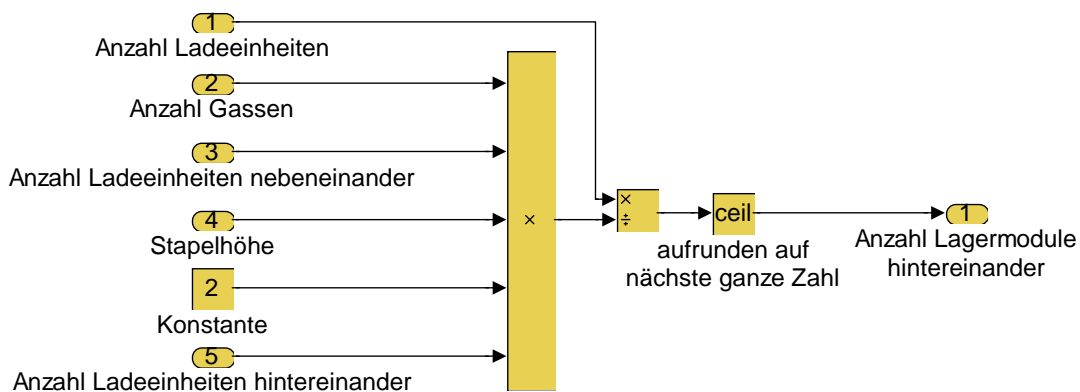 1
Anzahl Ladeeinheiten
2
Anzahl Gassen
3
Anzahl Ladeeinheiten nebeneinander
4
Stapelhöhe
2
Konstante
5
Anzahl Ladeeinheiten hintereinander
×
×
÷
ceil
aufrunden auf
nächste ganze Zahl
1
Anzahl Lagermodule
hintereinander